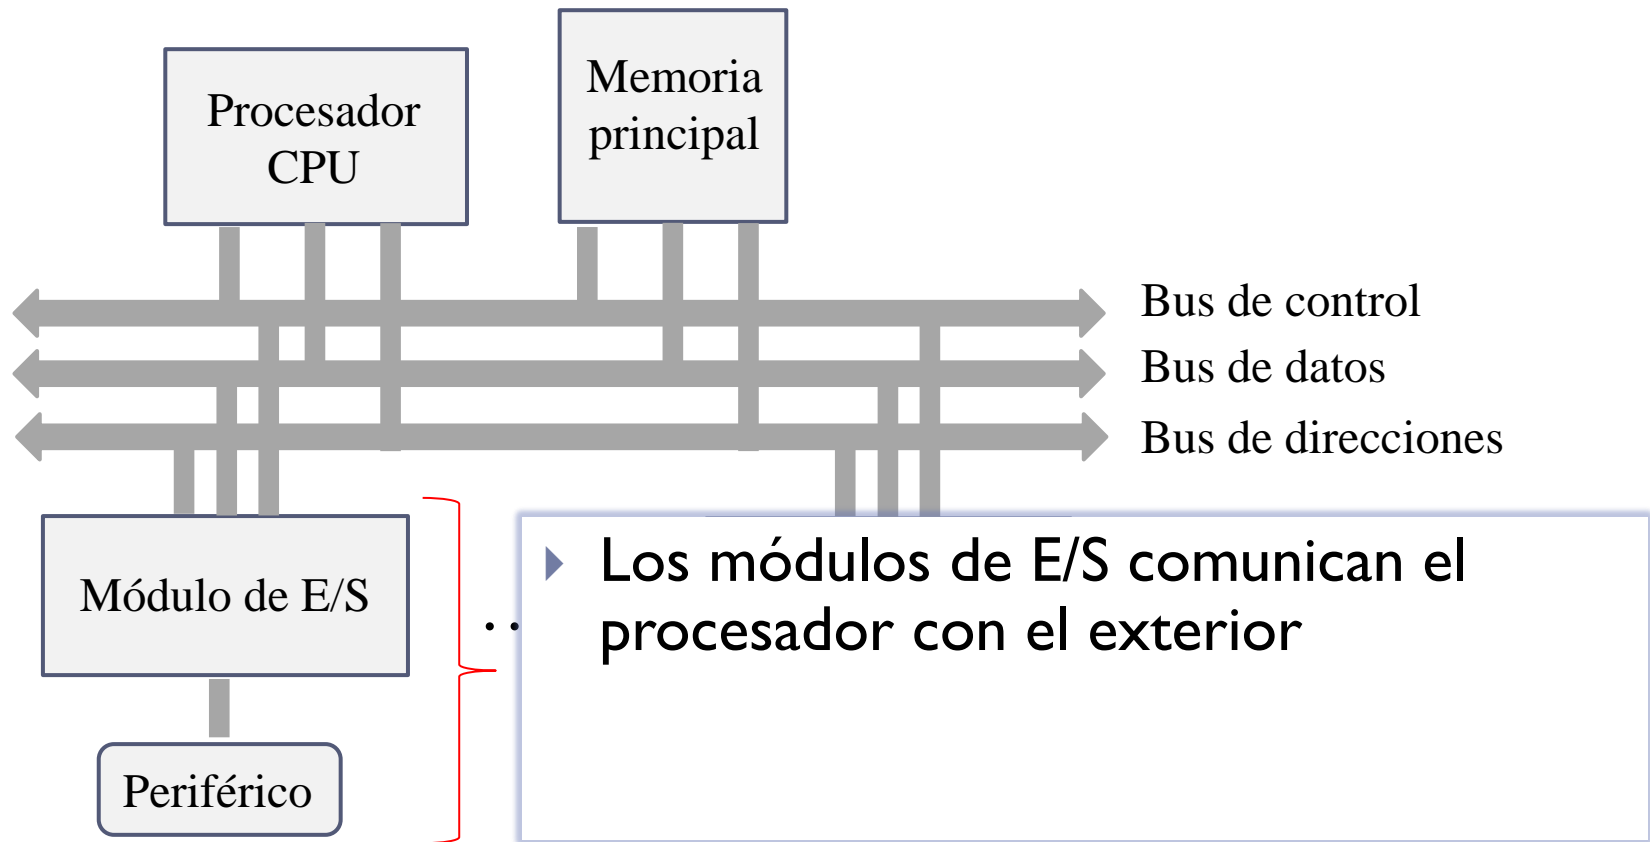 Procesador
CPU
Memoria
principal
Bus de control
Bus de datos
Bus de direcciones
Módulo de E/S
..
Los módulos de E/S comunican el
procesador con el exterior
Periférico